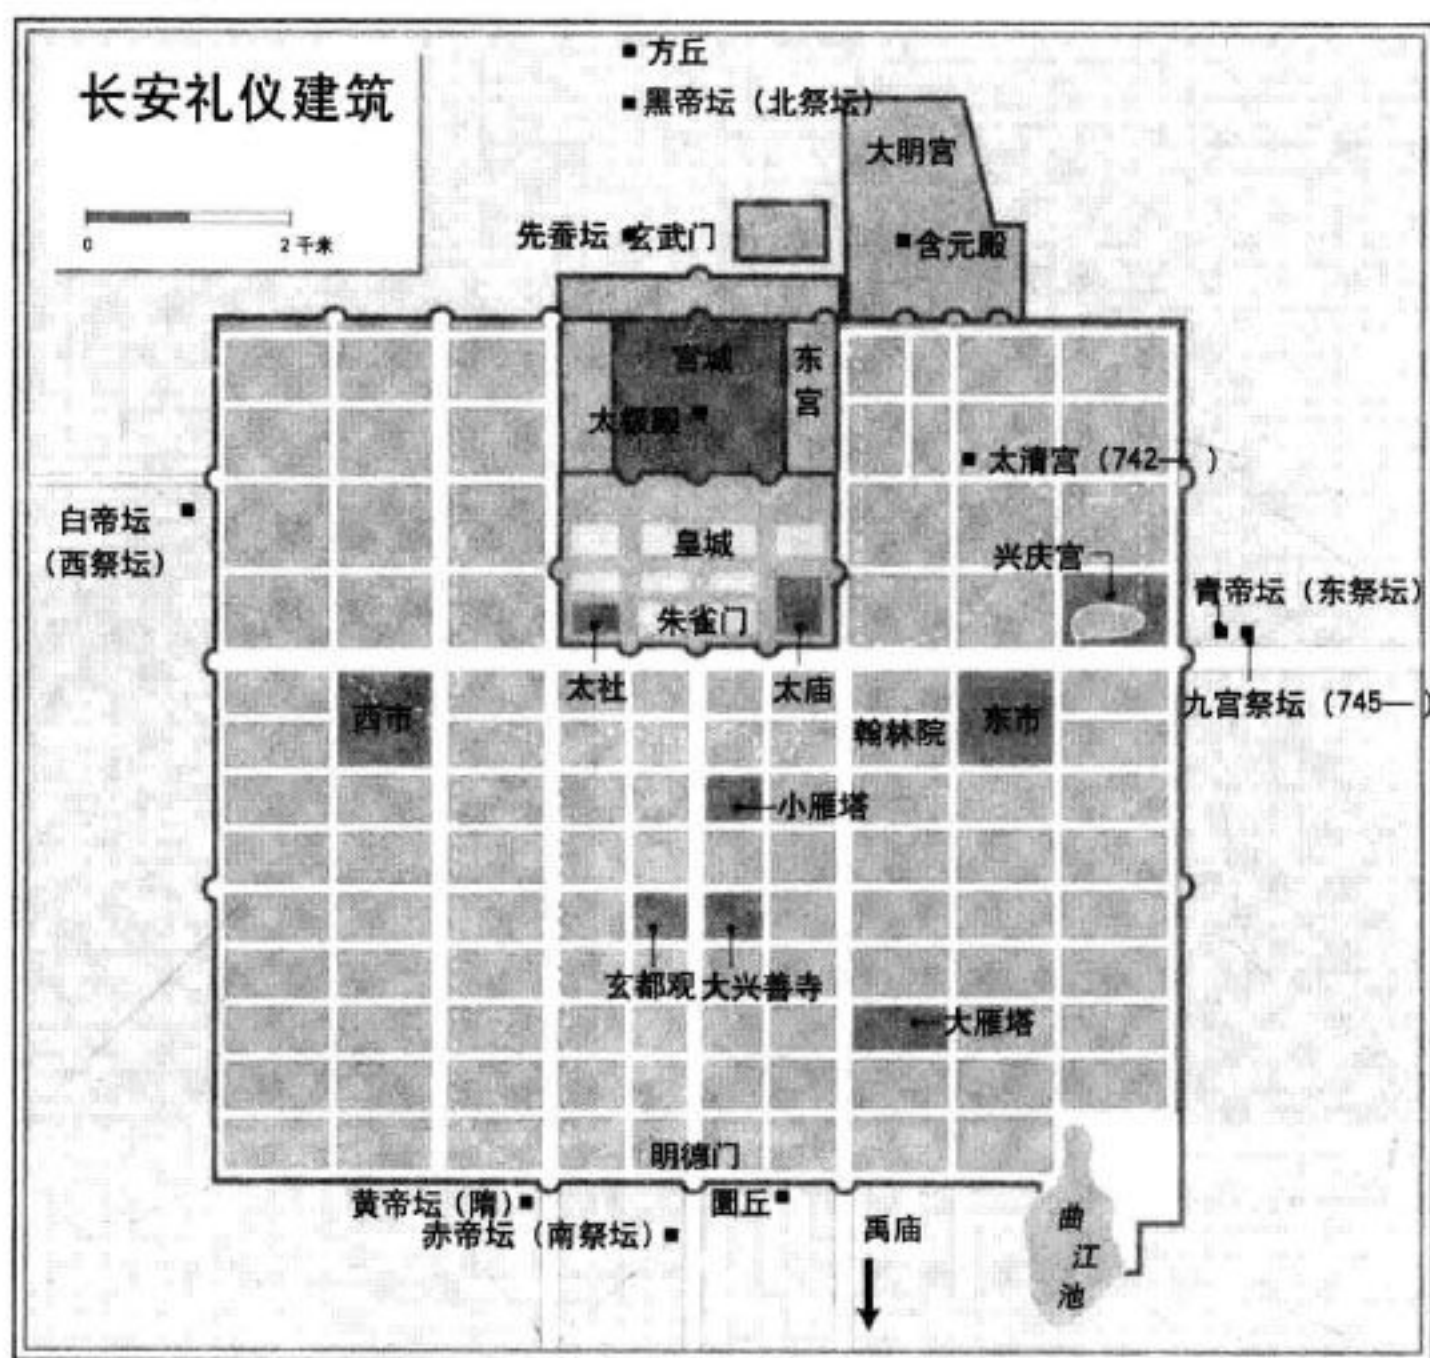 长安礼仪建筑
0
2 千米
方丘
黑帝坛（北祭坛）
大明宫
先蚕坛
玄武门
含元殿
宫城
东宫
太极殿
太清宫（742— ）
白帝坛
（西祭坛）
皇城
兴庆宫
青帝坛（东祭坛）
朱雀门
太社
太庙
九宫祭坛（745— ）
西市
翰林院
东市
小雁塔
玄都观
大兴善寺
大雁塔
明德门
黄帝坛（隋）
圜丘
赤帝坛（南祭坛）
禹庙
曲江池